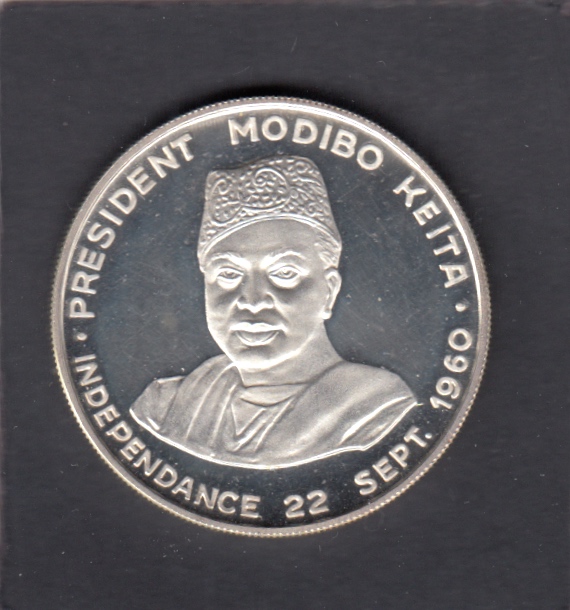 · PRESIDENT MODIBO KEITA ·
INDEPENDANCE 22 SEPT. 1960